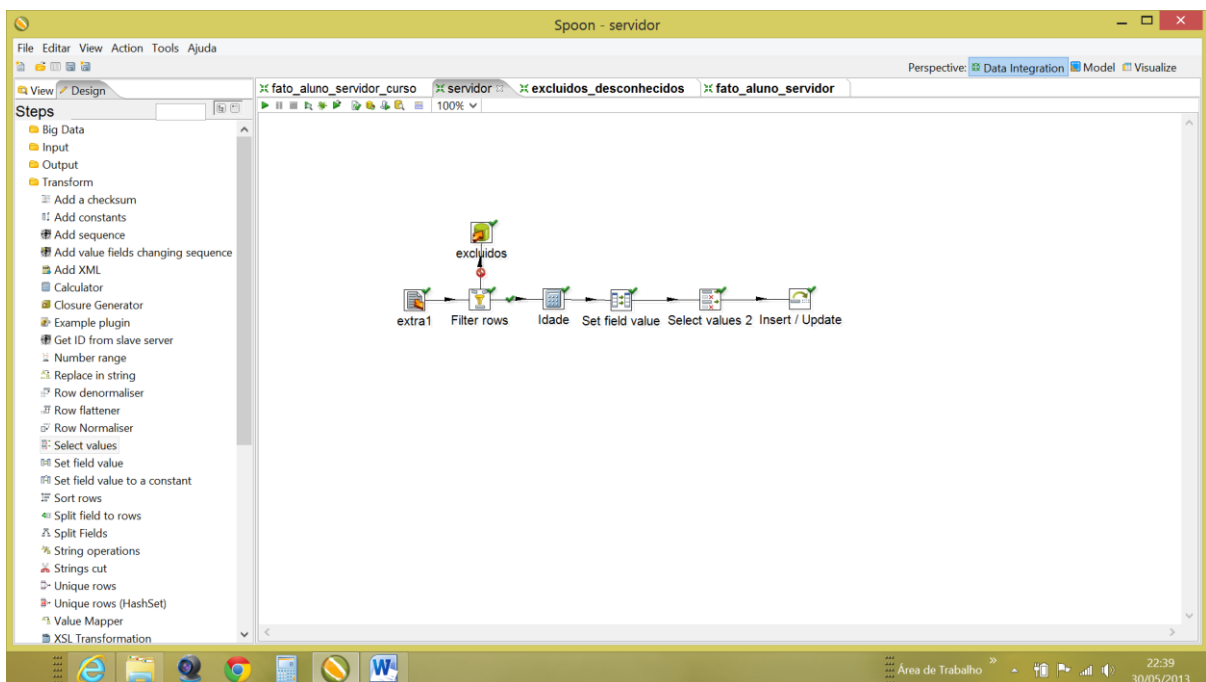 Spoon - servidor
File Editar View Action Tools Ajuda
Perspective: Data Integration Model Visualize
View Design
fato_aluno_servidor_curso servidor excluidos_desconhecidos fato_aluno_servidor
Steps
100%
Big Data
Input
Output
Transform
Add a checksum
Add constants
Add sequence
Add value fields changing sequence
Add XML
Calculator
Closure Generator
Example plugin
Get ID from slave server
Number range
Replace in string
Row denormaliser
Row flattener
Row Normaliser
Select values
Set field value
Set field value to a constant
Sort rows
Split field to rows
Split Fields
String operations
Strings cut
Unique rows
Unique rows (HashSet)
Value Mapper
XSL Transformation
excluidos
extra1 Filter rows Idade Set field value Select values 2 Insert / Update
Área de Trabalho
22:39
30/05/2013